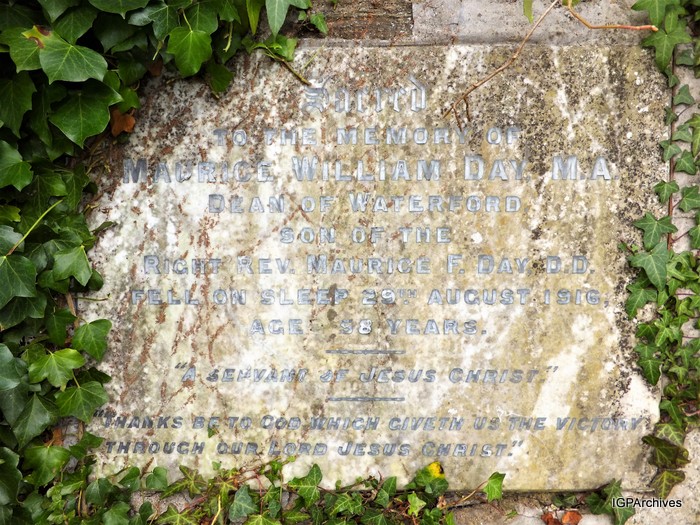 Sacred
TO THE MEMORY OF
MAURICE WILLIAM DAY, M.A.
DEAN OF WATERFORD
SON OF THE
RIGHT REV. MAURICE F. DAY, D.D.
FELL ON SLEEP 29TH AUGUST 1916,
AGED 58 YEARS.
"A SERVANT OF JESUS CHRIST."
"THANKS BE TO GOD WHICH GIVETH US THE VICTORY
THROUGH OUR LORD JESUS CHRIST."
IGPArchives